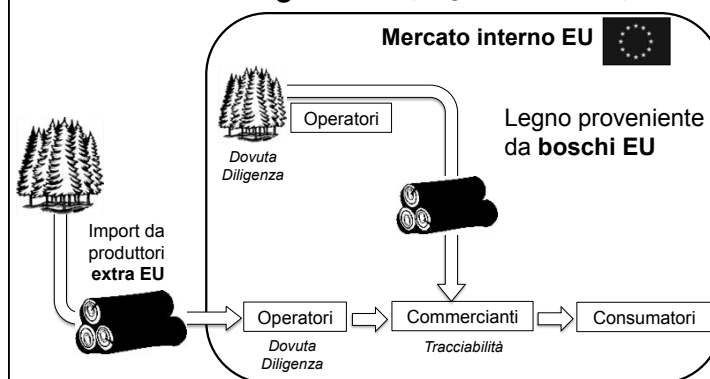 Mercato interno EU
Operatori
Dovuta
Diligenza
Legno proveniente
da boschi EU
Import da
produttori
extra EU
Operatori
Commercianti
Consumatori
Dovuta
Diligenza
Tracciabilità